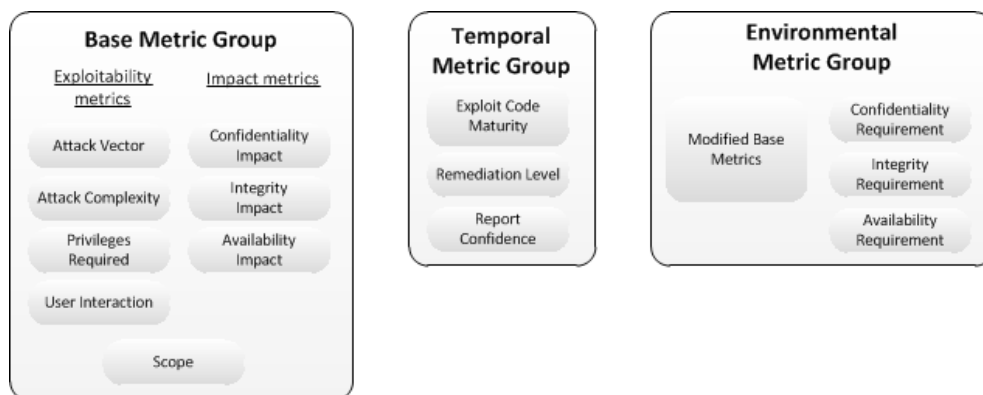 Base Metric Group
Exploitability
metrics
Impact metrics
Attack Vector
Confidentiality
Impact
Attack Complexity
Integrity
Impact
Privileges
Required
Availability
Impact
User Interaction
Scope
Temporal
Metric Group
Exploit Code
Maturity
Remediation Level
Report
Confidence
Environmental
Metric Group
Modified Base
Metrics
Confidentiality
Requirement
Integrity
Requirement
Availability
Requirement